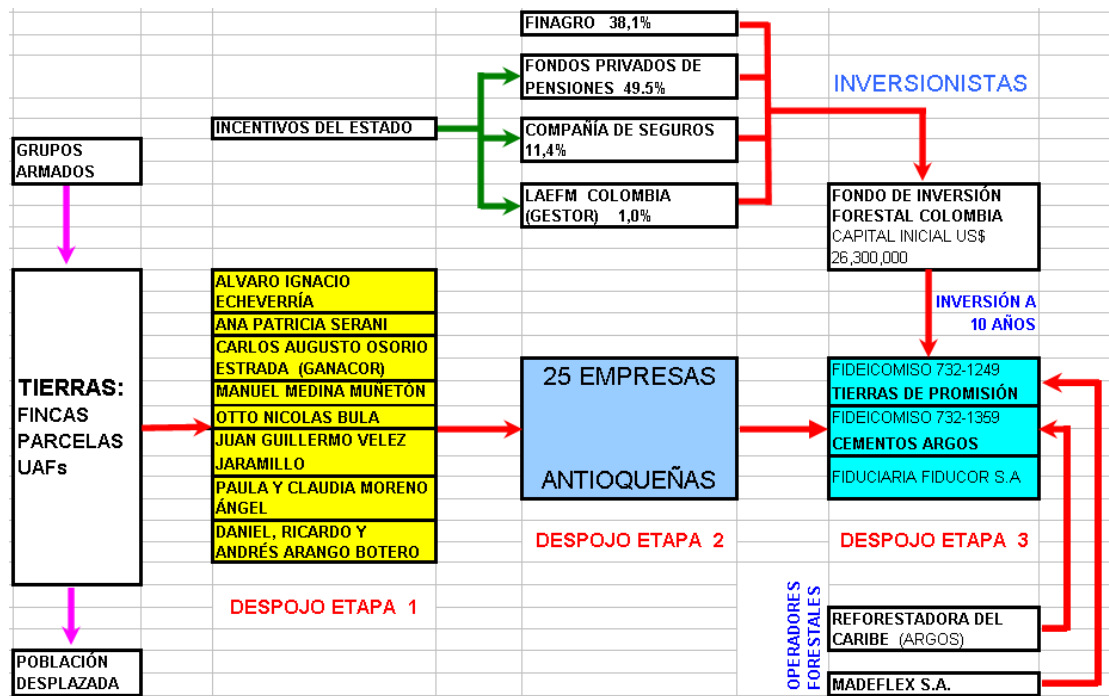 FINAGRO 38,1%
FONDOS PRIVADOS DE
PENSIONES 49.5%
INVERSIONISTAS
INCENTIVOS DEL ESTADO
COMPAÑÍA DE SEGUROS
11,4%
GRUPOS
ARMADOS
LAEFM COLOMBIA
(GESTOR) 1,0%
FONDO DE INVERSIÓN
FORESTAL COLOMBIA
CAPITAL INICIAL US$
26,300,000
INVERSIÓN A
10 AÑOS
TIERRAS:
FINCAS
PARCELAS
UAFs
ALVARO IGNACIO
ECHEVERRÍA
ANA PATRICIA SERANI
CARLOS AUGUSTO OSORIO
ESTRADA (GANACOR)
MANUEL MEDINA MUÑETÓN
OTTO NICOLAS BULA
JUAN GUILLERMO VELEZ
JARAMILLO
PAULA Y CLAUDIA MORENO
ÁNGEL
DANIEL, RICARDO Y
ANDRÉS ARANGO BOTERO
DESPOJO ETAPA 1
25 EMPRESAS
ANTIOQUEÑAS
DESPOJO ETAPA 2
FIDEICOMISO 732-1249
TIERRAS DE PROMISIÓN
FIDEICOMISO 732-1359
CEMENTOS ARGOS
FIDUCIARIA FIDUCOR S.A
DESPOJO ETAPA 3
OPERADORES
FORESTALES
REFORESTADORA DEL
CARIBE (ARGOS)
MADEFLEX S.A.
POBLACIÓN
DESPLAZADA